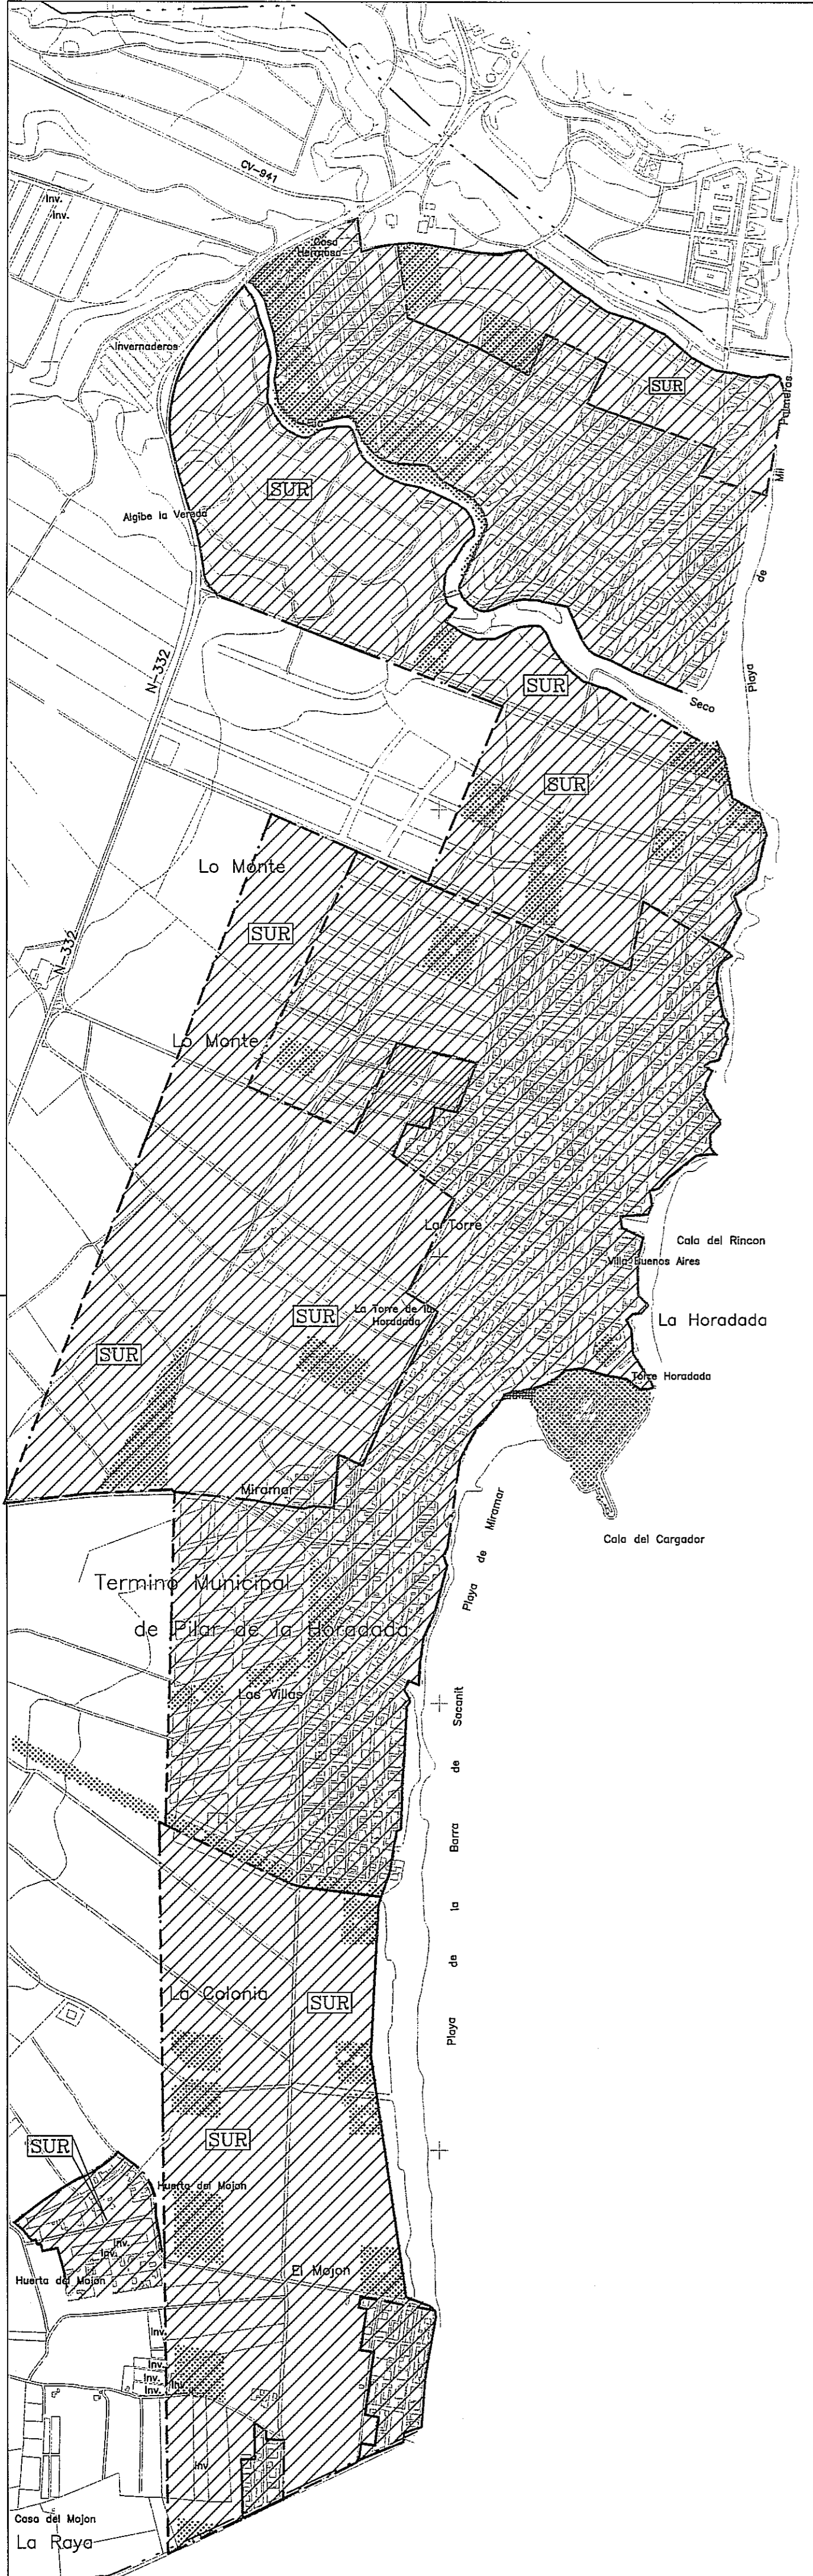 CV-941
Inv.
Inv.
Casa
Hermosa
Invernaderos
SUR
Playa de Mil Palmeras
Rio
SUR
Algibe la Vereda
N-332
SUR
Seco
SUR
Lo Monte
SUR
N-332
Lo Monte
La Torre
Cala del Rincon
Villa Buenos Aires
La Torre de la
Horadada
SUR
La Horadada
SUR
Torre Horadada
Miramar
Playa de Miramar
Cala del Cargador
Termino Municipal
de Pilar de la Horadada
Las Villas
Playa de la Barra de Sacanit
La Colonia
SUR
SUR
SUR
Huerta del Mojon
Inv.
Inv.
El Mojon
Huerta del Mojon
Inv.
Inv.
Inv.
Inv.
Inv.
Inv.
Casa del Mojon
La Raya